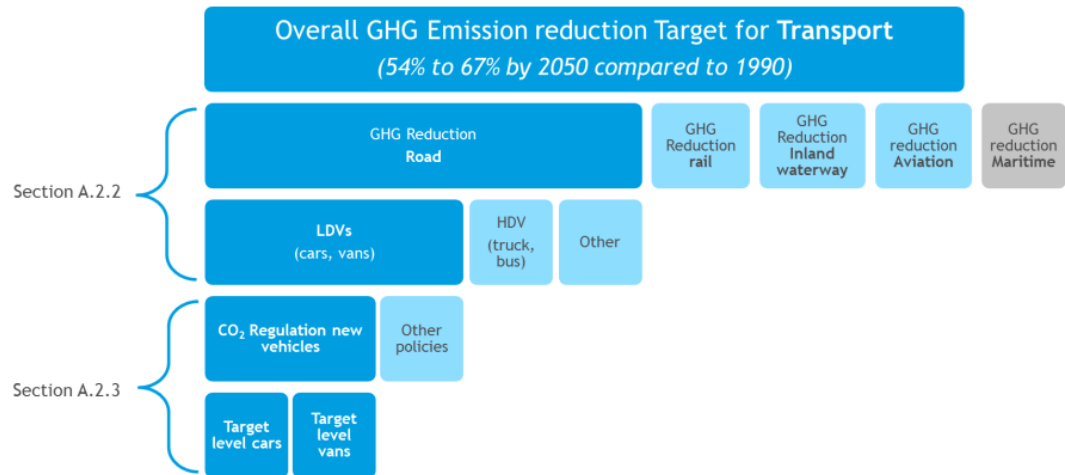 Overall GHG Emission reduction Target for Transport
(54% to 67% by 2050 compared to 1990)
Section A.2.2
GHG Reduction
Road
GHG
Reduction
rail
GHG
Reduction
Inland
waterway
GHG
reduction
Aviation
GHG
reduction
Maritime
LDVs
(cars, vans)
HDV
(truck,
bus)
Other
Section A.2.3
CO₂ Regulation new
vehicles
Other
policies
Target
level cars
Target
level
vans